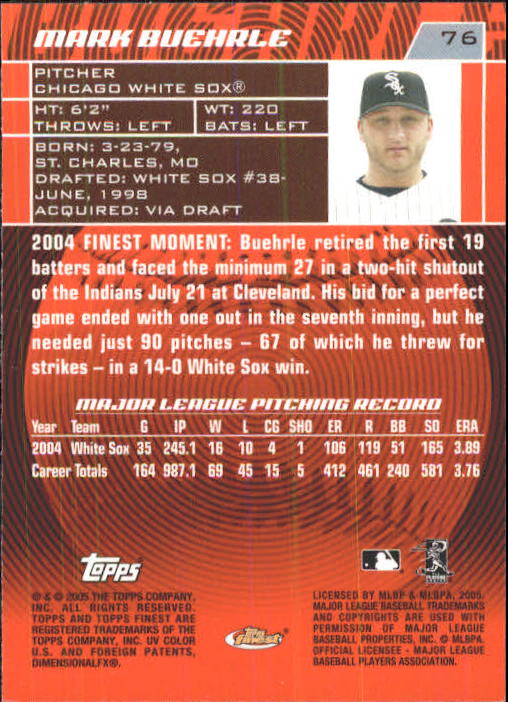 MARK BUEHRLE
76
PITCHER
CHICAGO WHITE SOX®
HT: 6'2" WT: 220
THROWS: LEFT BATS: LEFT
BORN: 3-23-79,
ST. CHARLES, MO
DRAFTED: WHITE SOX #38-
JUNE, 1998
ACQUIRED: VIA DRAFT
2004 FINEST MOMENT: Buehrle retired the first 19
batters and faced the minimum 27 in a two-hit shutout
of the Indians July 21 at Cleveland. His bid for a perfect
game ended with one out in the seventh inning, but he
needed just 90 pitches – 67 of which he threw for
strikes – in a 14-0 White Sox win.
MAJOR LEAGUE PITCHING RECORD
Year Team G IP W L CG SHO ER R BB SO ERA
2004 White Sox 35 245.1 16 10 4 1 106 119 51 165 3.89
Career Totals 164 987.1 69 45 15 5 412 461 240 581 3.76
Topps
® & © 2005 THE TOPPS COMPANY,
INC. ALL RIGHTS RESERVED.
TOPPS AND TOPPS FINEST ARE
REGISTERED TRADEMARKS OF THE
TOPPS COMPANY, INC. UV COLOR
U.S. AND FOREIGN PATENTS,
DIMENSIONALFX®.
Topps Finest
LICENSED BY MLBP & MLBPA, 2005.
MAJOR LEAGUE BASEBALL TRADEMARKS
AND COPYRIGHTS ARE USED WITH
PERMISSION OF MAJOR LEAGUE
BASEBALL PROPERTIES, INC. © MLBPA
OFFICIAL LICENSEE - MAJOR LEAGUE
BASEBALL PLAYERS ASSOCIATION.